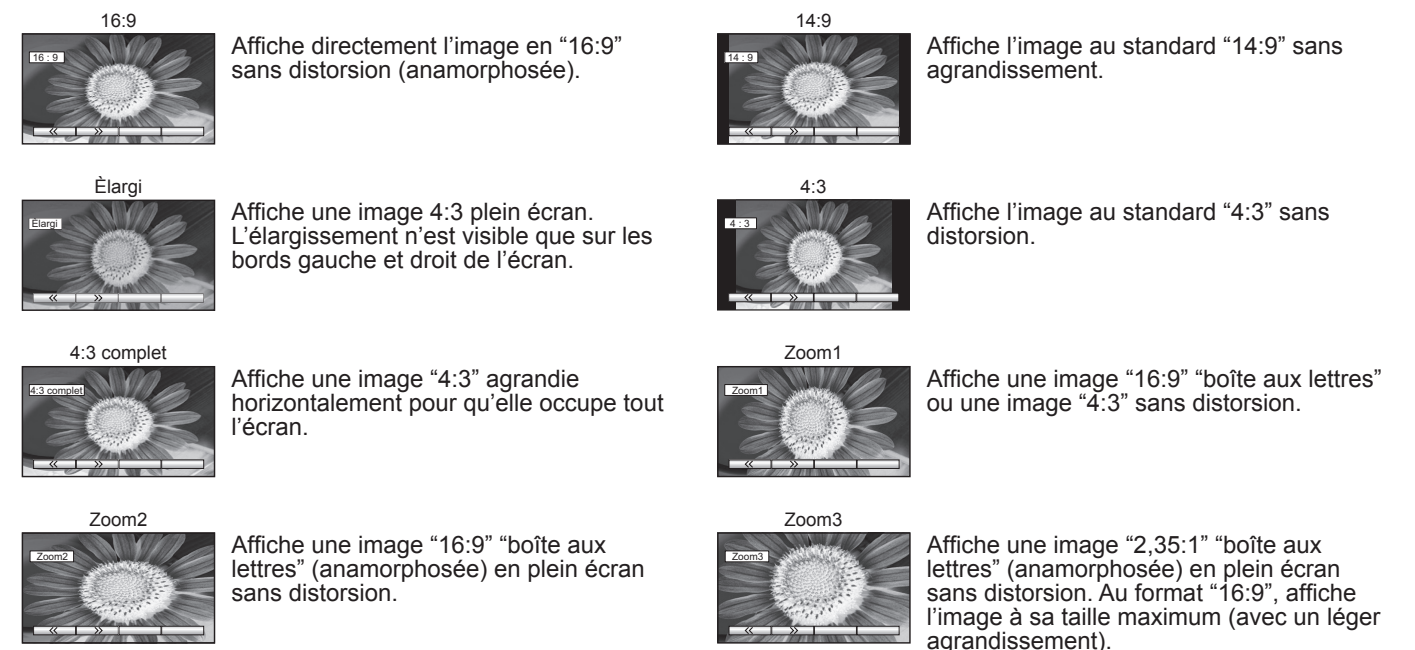 16:9
16 : 9
Affiche directement l’image en “16:9”
sans distorsion (anamorphosée).
14:9
14 : 9
Affiche l’image au standard “14:9” sans
agrandissement.
Èlargi
Èlargi
Affiche une image 4:3 plein écran.
L’élargissement n’est visible que sur les
bords gauche et droit de l’écran.
4:3
4 : 3
Affiche l’image au standard “4:3” sans
distorsion.
4:3 complet
4:3 complet
Affiche une image “4:3” agrandie
horizontalement pour qu’elle occupe tout
l’écran.
Zoom1
Zoom1
Affiche une image “16:9” “boîte aux lettres”
ou une image “4:3” sans distorsion.
Zoom2
Zoom2
Affiche une image “16:9” “boîte aux
lettres” (anamorphosée) en plein écran
sans distorsion.
Zoom3
Zoom3
Affiche une image “2,35:1” “boîte aux
lettres” (anamorphosée) en plein écran
sans distorsion. Au format “16:9”, affiche
l’image à sa taille maximum (avec un léger
agrandissement).